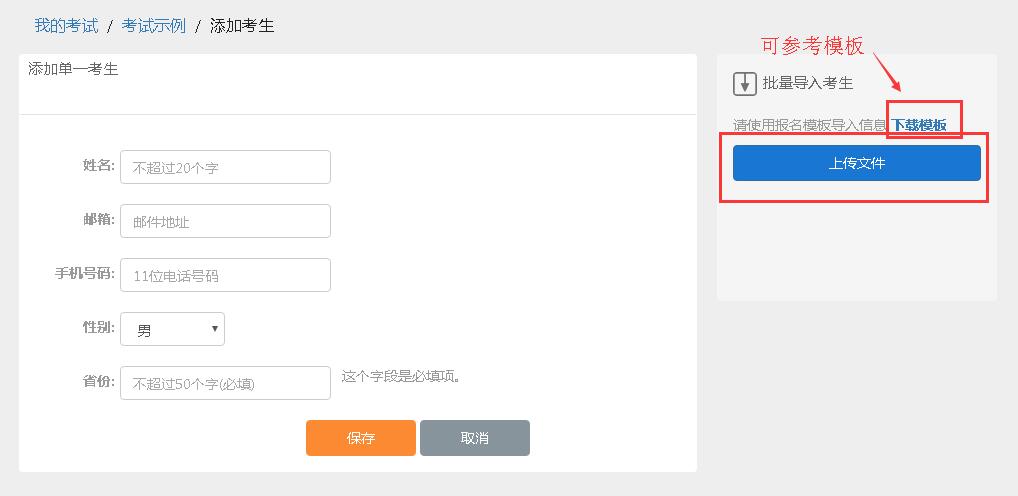 我的考试 / 考试示例 / 添加考生
添加单一考生
姓名: 不超过20个字
邮箱: 邮件地址
手机号码: 11位电话号码
性别: 男
省份: 不超过50个字(必填) 这个字段是必填项。
保存 取消
可参考模板
批量导入考生
请使用报名模板导入信息 下载模板
上传文件